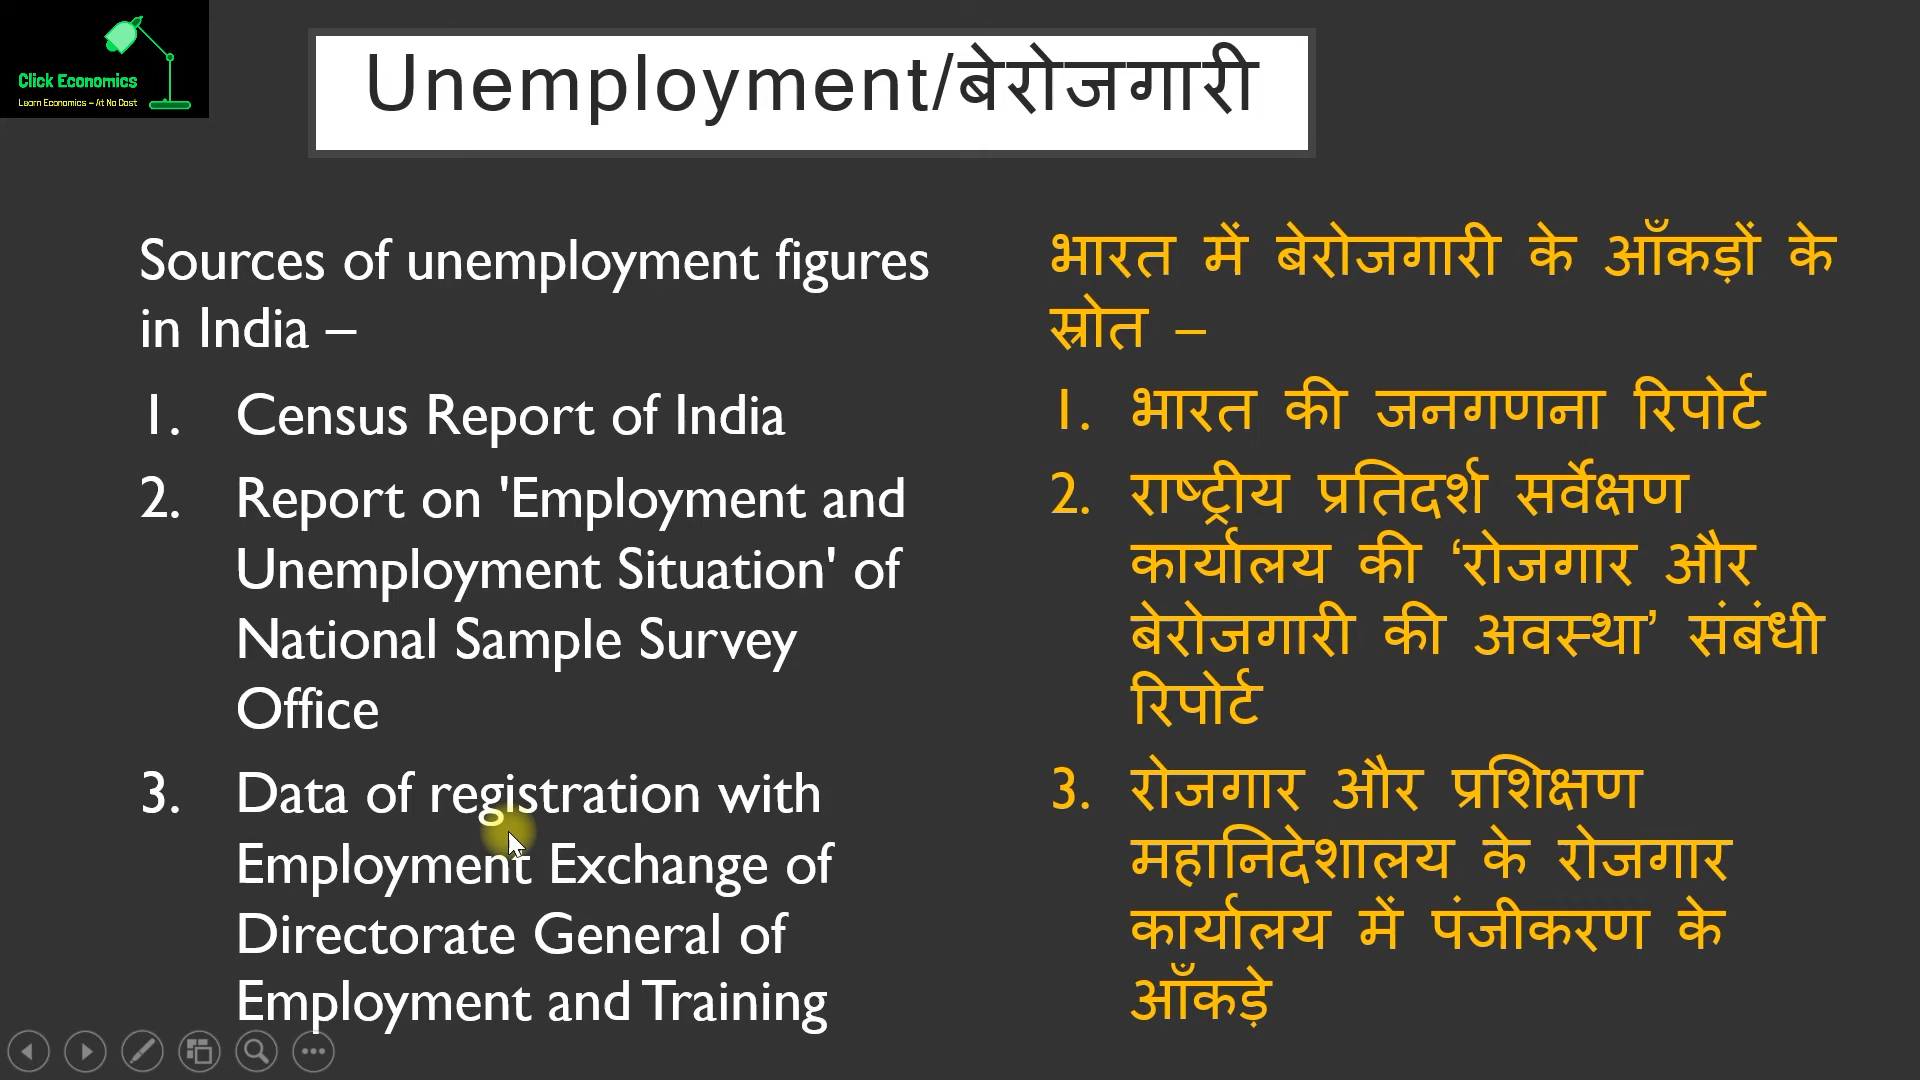 Click Economics
Learn Economics – At No Cost
Unemployment/बेरोजगारी
Sources of unemployment figures
in India –
1. Census Report of India
2. Report on 'Employment and
Unemployment Situation' of
National Sample Survey
Office
3. Data of registration with
Employment Exchange of
Directorate General of
Employment and Training
भारत में बेरोजगारी के आँकड़ों के
स्रोत –
1. भारत की जनगणना रिपोर्ट
2. राष्ट्रीय प्रतिदर्श सर्वेक्षण
कार्यालय की ‘रोजगार और
बेरोजगारी की अवस्था’ संबंधी
रिपोर्ट
3. रोजगार और प्रशिक्षण
महानिदेशालय के रोजगार
कार्यालय में पंजीकरण के
आँकड़े